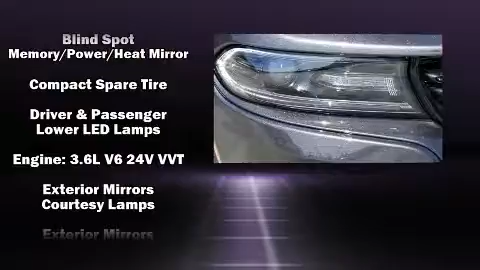 Blind Spot
Memory/Power/Heat Mirror
Compact Spare Tire
Driver & Passenger
Lower LED Lamps
Engine: 3.6L V6 24V VVT
Exterior Mirrors
Courtesy Lamps
Exterior Mirrors